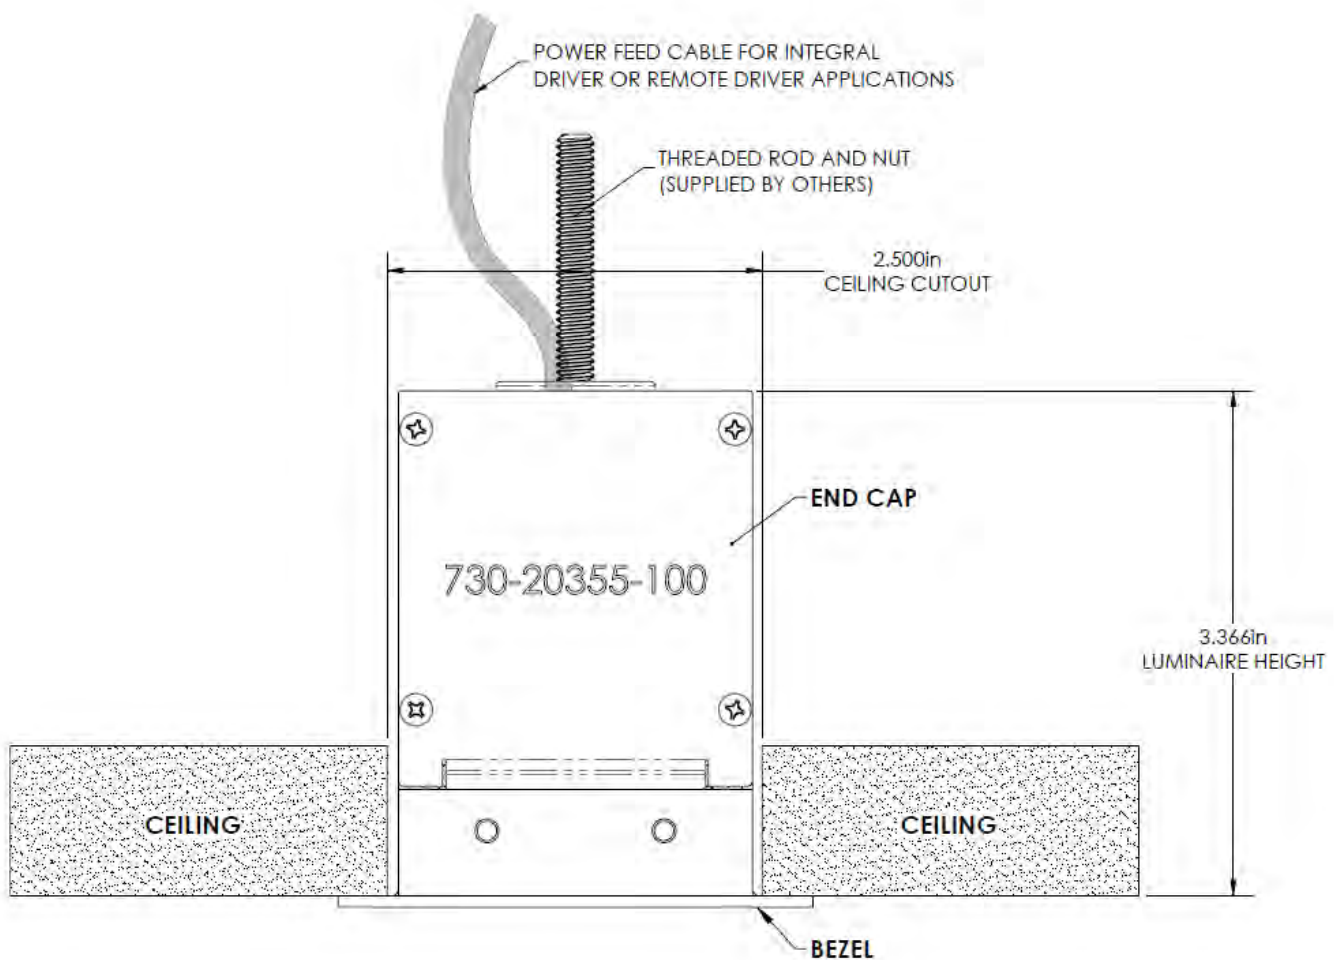 POWER FEED CABLE FOR INTEGRAL
DRIVER OR REMOTE DRIVER APPLICATIONS
THREADED ROD AND NUT
(SUPPLIED BY OTHERS)
2.500in
CEILING CUTOUT
END CAP
730-20355-100
3.366in
LUMINAIRE HEIGHT
CEILING
CEILING
BEZEL